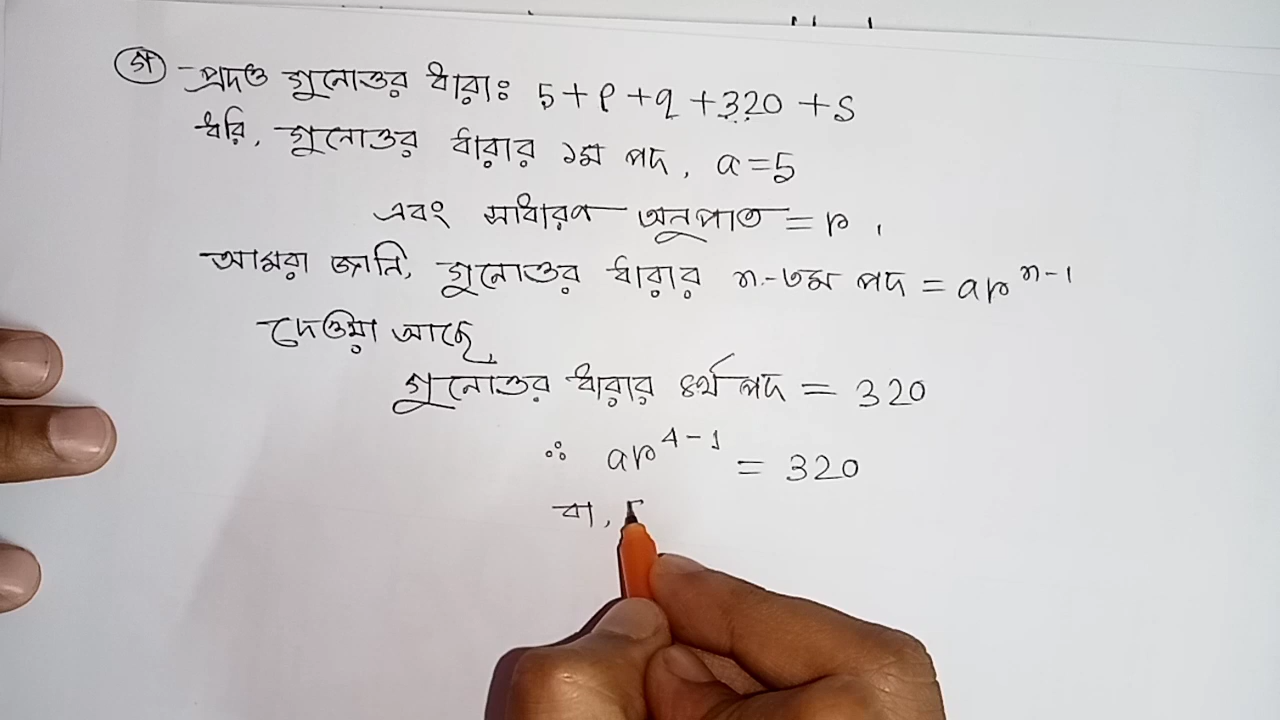 গ প্রদত্ত গুনোত্তর ধারাঃ 5+p+q+320+s
ধরি, গুনোত্তর ধারার ১ম পদ, a=5
এবং সাধারণ অনুপাত = r,
আমরা জানি, গুনোত্তর ধারার n-তম পদ = ar^{n-1}
দেওয়া আছে,
গুনোত্তর ধারার ৪র্থ পদ = 320
∴ ar^{4-1} = 320
বা,